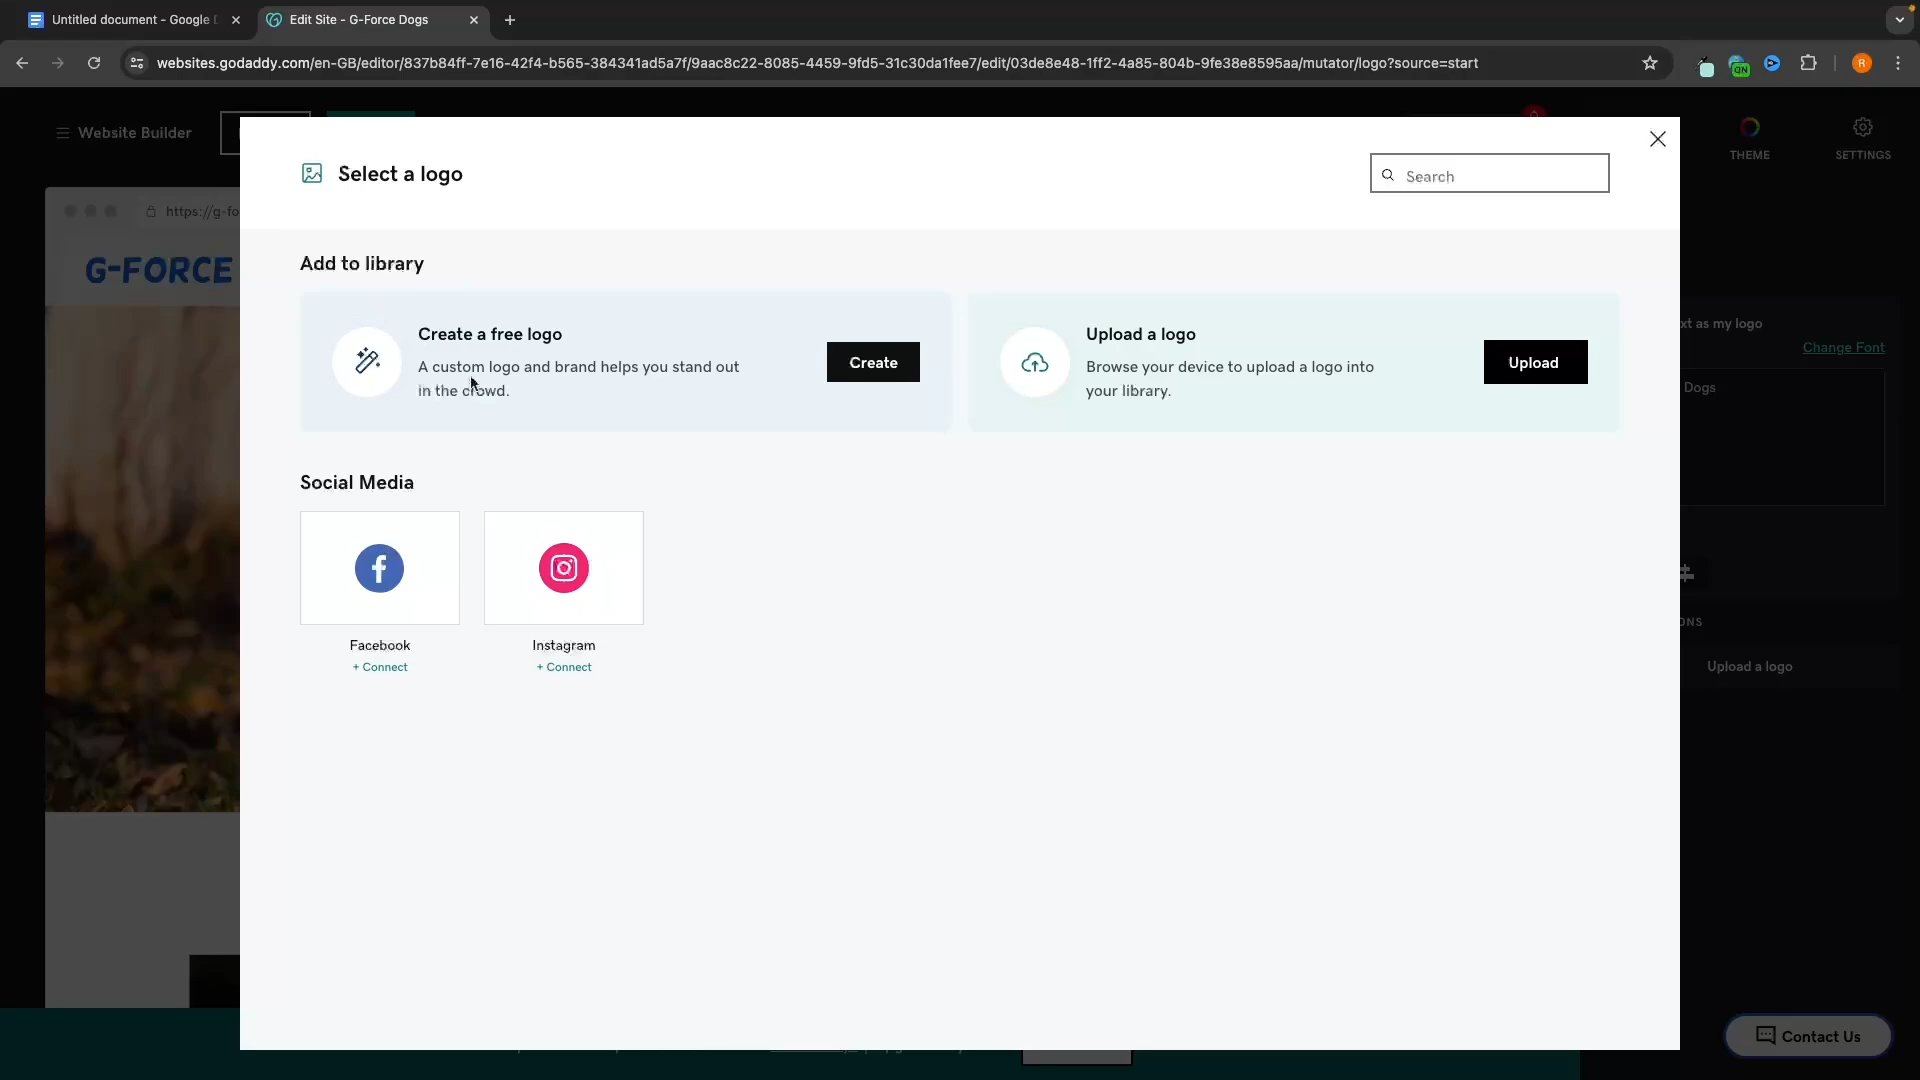 Untitled document - Google D
Edit Site - G-Force Dogs
websites.godaddy.com/en-GB/editor/837b84ff-7e16-42f4-b565-384341ad5a7f/9aac8c22-8085-4459-9fd5-31c30da1fee7/edit/03de8e48-1ff2-4a85-804b-9fe38e8595aa/mutator/logo?source=start
R
Website Builder
THEME
SETTINGS
Select a logo
Search
https://g-fo
G-FORCE
Add to library
Create a free logo
A custom logo and brand helps you stand out
in the crowd.
Create
Upload a logo
Browse your device to upload a logo into
your library.
Upload
xt as my logo
Change Font
Dogs
Social Media
Facebook
+ Connect
Instagram
+ Connect
ONS
Upload a logo
Contact Us